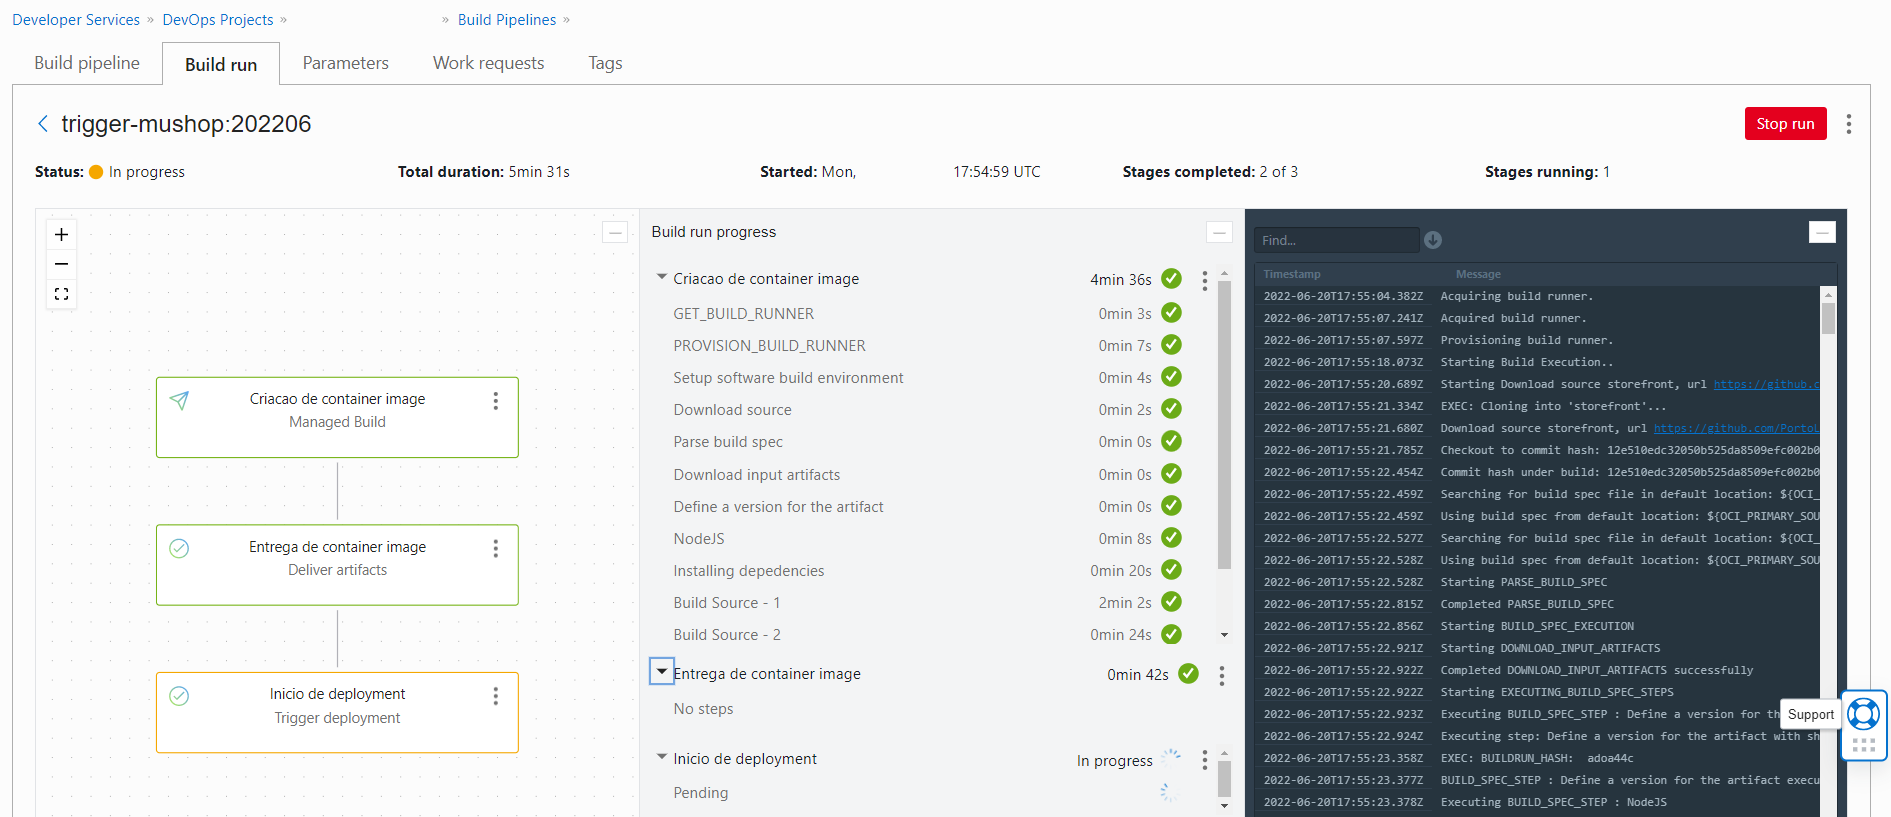 Developer Services » DevOps Projects » » Build Pipelines »
Build pipeline Build run Parameters Work requests Tags
trigger-mushop:202206
Stop run
Status: In progress Total duration: 5min 31s Started: Mon, 17:54:59 UTC Stages completed: 2 of 3 Stages running: 1
Criacao de container image
Managed Build
Entrega de container image
Deliver artifacts
Inicio de deployment
Trigger deployment
Build run progress
Criacao de container image 4min 36s
GET_BUILD_RUNNER 0min 3s
PROVISION_BUILD_RUNNER 0min 7s
Setup software build environment 0min 4s
Download source 0min 2s
Parse build spec 0min 0s
Download input artifacts 0min 0s
Define a version for the artifact 0min 0s
NodeJS 0min 8s
Installing depedencies 0min 20s
Build Source - 1 2min 2s
Build Source - 2 0min 24s
Entrega de container image 0min 42s
No steps
Inicio de deployment In progress
Pending
Find...
Timestamp Message
2022-06-20T17:55:04.382Z Acquiring build runner.
2022-06-20T17:55:07.241Z Acquired build runner.
2022-06-20T17:55:07.597Z Provisioning build runner.
2022-06-20T17:55:18.073Z Starting Build Execution..
2022-06-20T17:55:20.689Z Starting Download source storefront, url https://github.c
2022-06-20T17:55:21.334Z EXEC: Cloning into 'storefront'...
2022-06-20T17:55:21.680Z Download source storefront, url https://github.com/PortoL
2022-06-20T17:55:21.785Z Checkout to commit hash: 12e510edc32050b525da8509efc002b0
2022-06-20T17:55:22.454Z Commit hash under build: 12e510edc32050b525da8509efc002b0
2022-06-20T17:55:22.459Z Searching for build spec file in default location: ${OCI_
2022-06-20T17:55:22.459Z Using build spec from default location: ${OCI_PRIMARY_SOU
2022-06-20T17:55:22.527Z Searching for build spec file in default location: ${OCI_
2022-06-20T17:55:22.528Z Using build spec from default location: ${OCI_PRIMARY_SOU
2022-06-20T17:55:22.528Z Starting PARSE_BUILD_SPEC
2022-06-20T17:55:22.815Z Completed PARSE_BUILD_SPEC
2022-06-20T17:55:22.856Z Starting BUILD_SPEC_EXECUTION
2022-06-20T17:55:22.921Z Starting DOWNLOAD_INPUT_ARTIFACTS
2022-06-20T17:55:22.922Z Completed DOWNLOAD_INPUT_ARTIFACTS successfully
2022-06-20T17:55:22.922Z Starting EXECUTING_BUILD_SPEC_STEPS
2022-06-20T17:55:22.923Z Executing BUILD_SPEC_STEP : Define a version for th
2022-06-20T17:55:22.924Z Executing step: Define a version for the artifact with sh
2022-06-20T17:55:23.358Z EXEC: BUILDRUN_HASH: adoa44c
2022-06-20T17:55:23.377Z BUILD_SPEC_STEP : Define a version for the artifact execu
2022-06-20T17:55:23.378Z Executing BUILD_SPEC_STEP : NodeJS
Support